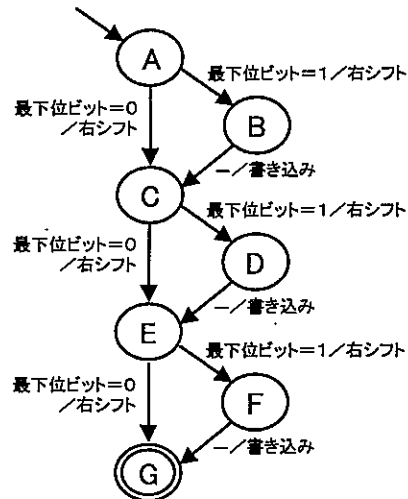 A
最下位ビット=1/右シフト
最下位ビット=0
/右シフト
B
-/書き込み
C
最下位ビット=1/右シフト
最下位ビット=0
/右シフト
D
-/書き込み
E
最下位ビット=1/右シフト
最下位ビット=0
/右シフト
F
-/書き込み
G